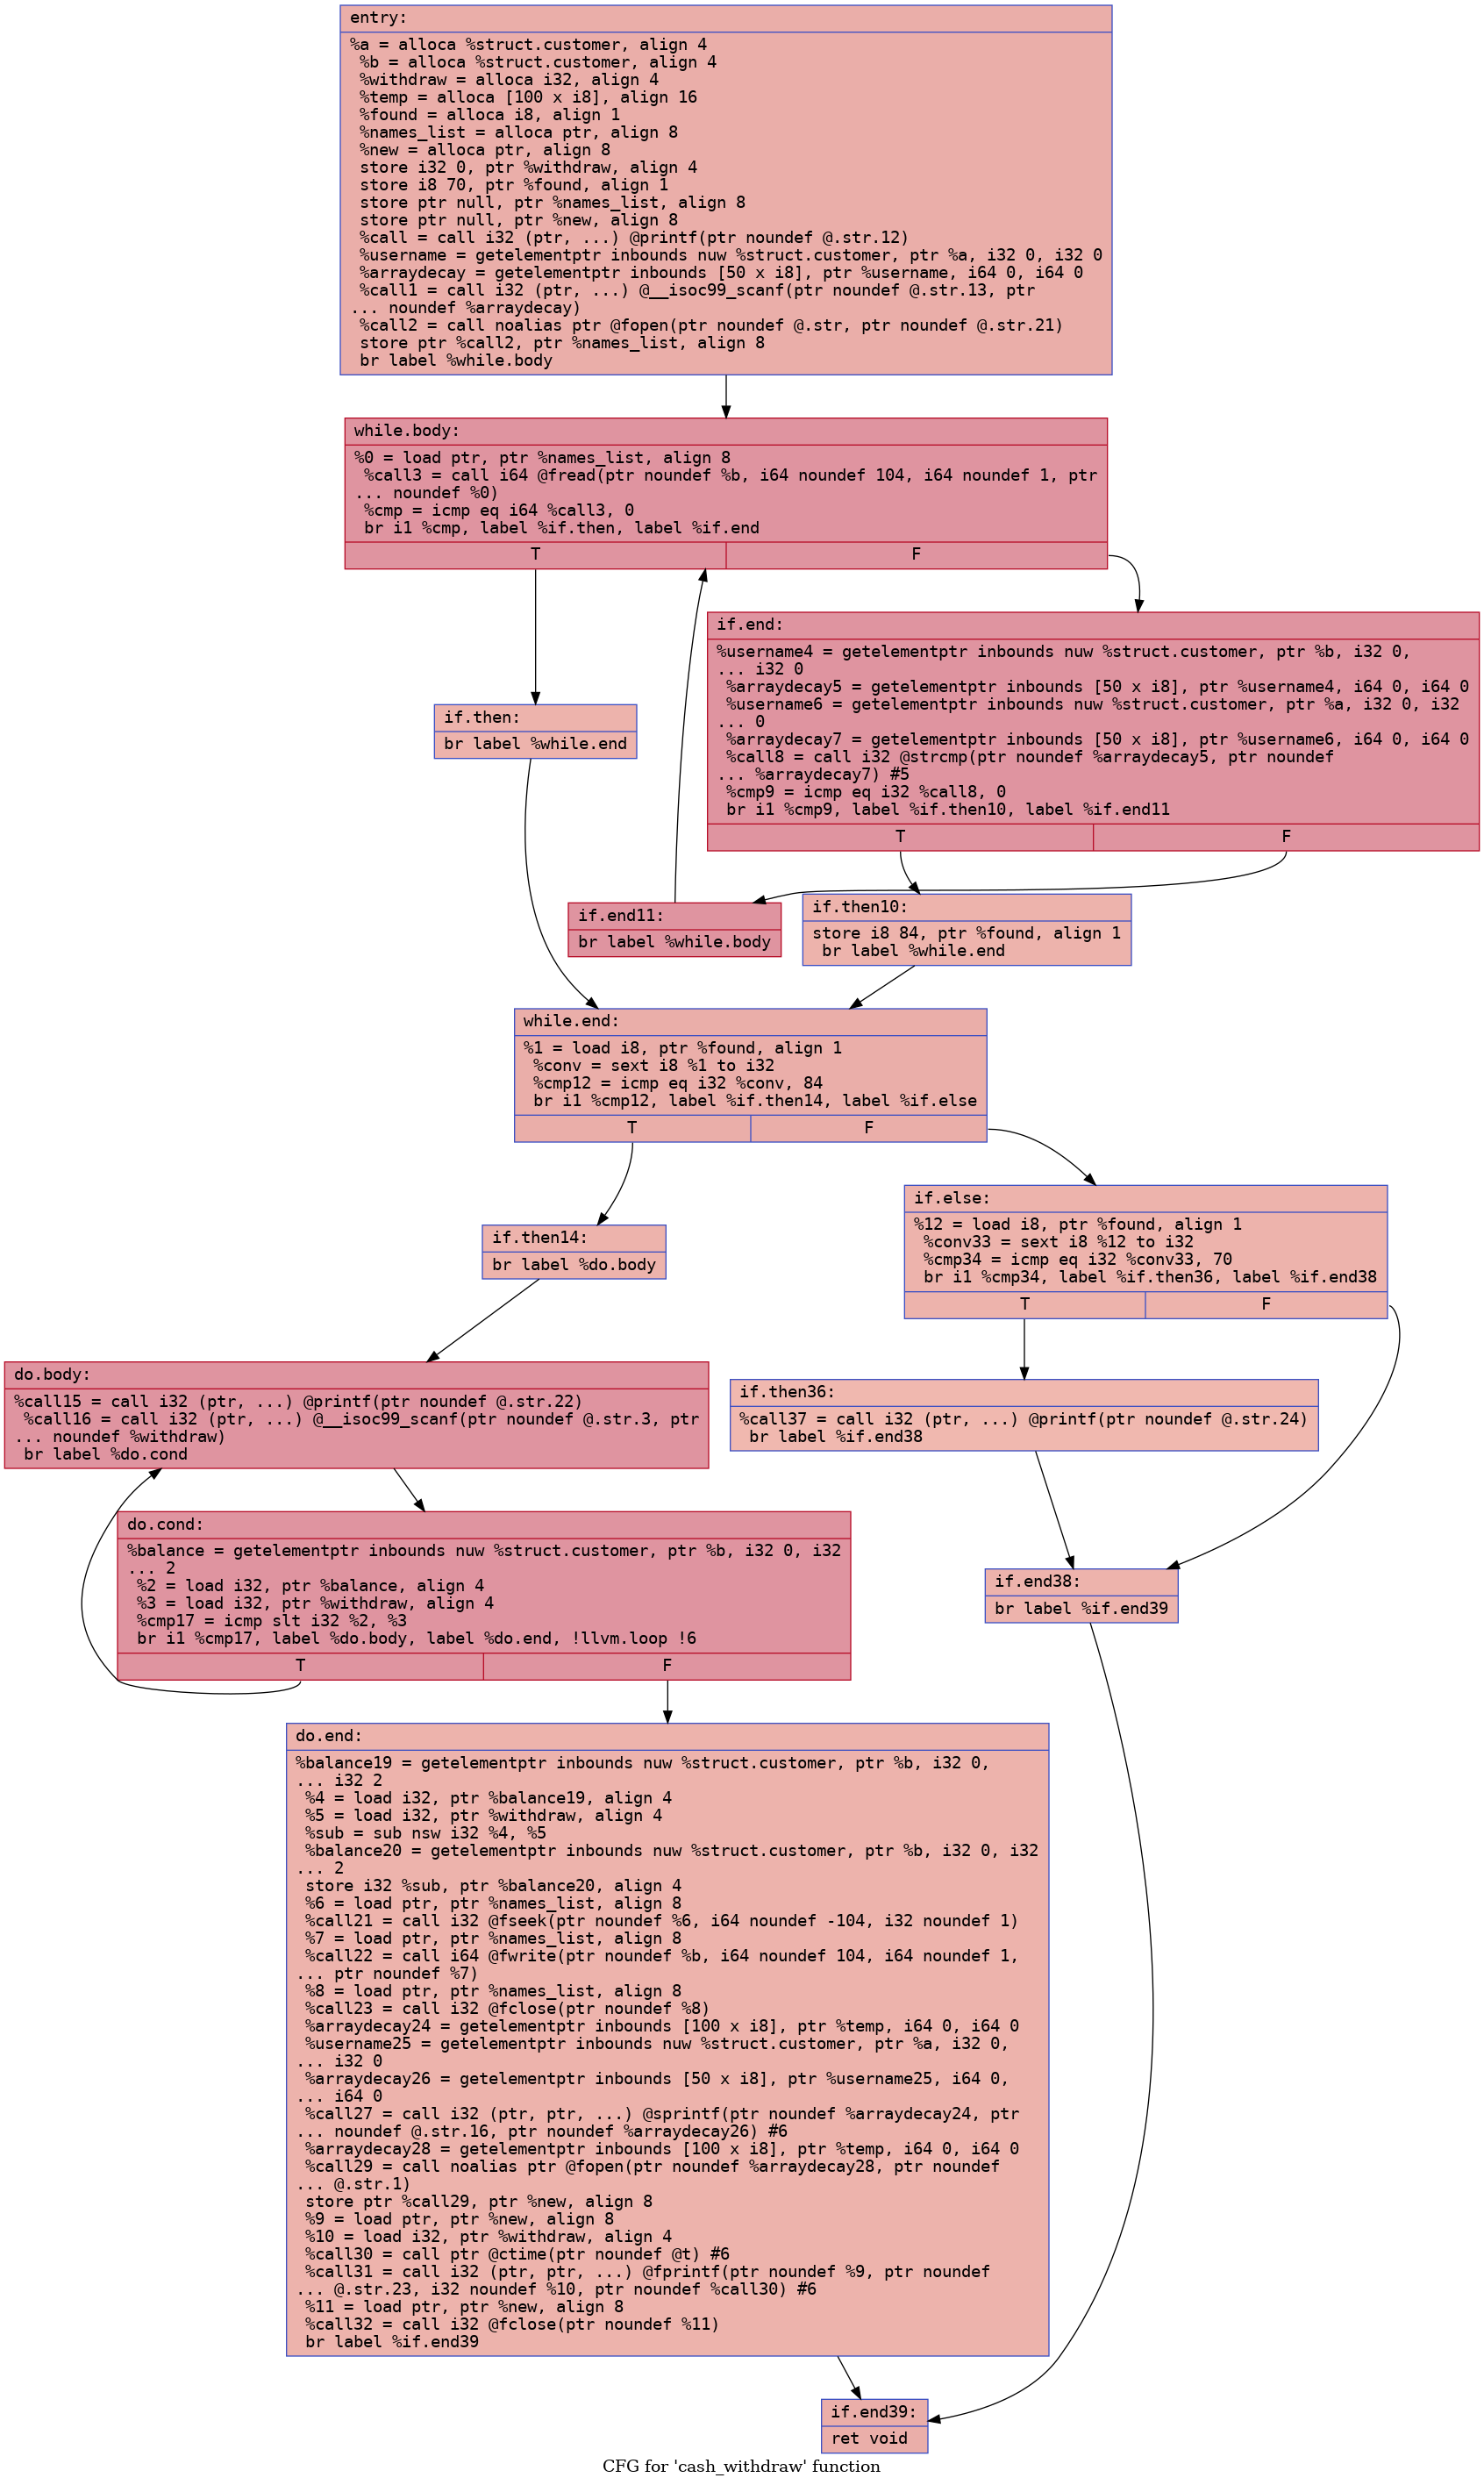 entry:
%a = alloca %struct.customer, align 4
%b = alloca %struct.customer, align 4
%withdraw = alloca i32, align 4
%temp = alloca [100 x i8], align 16
%found = alloca i8, align 1
%names_list = alloca ptr, align 8
%new = alloca ptr, align 8
store i32 0, ptr %withdraw, align 4
store i8 70, ptr %found, align 1
store ptr null, ptr %names_list, align 8
store ptr null, ptr %new, align 8
%call = call i32 (ptr, ...) @printf(ptr noundef @.str.12)
%username = getelementptr inbounds nuw %struct.customer, ptr %a, i32 0, i32 0
%arraydecay = getelementptr inbounds [50 x i8], ptr %username, i64 0, i64 0
%call1 = call i32 (ptr, ...) @__isoc99_scanf(ptr noundef @.str.13, ptr
... noundef %arraydecay)
%call2 = call noalias ptr @fopen(ptr noundef @.str, ptr noundef @.str.21)
store ptr %call2, ptr %names_list, align 8
br label %while.body
while.body:
%0 = load ptr, ptr %names_list, align 8
%call3 = call i64 @fread(ptr noundef %b, i64 noundef 104, i64 noundef 1, ptr
... noundef %0)
%cmp = icmp eq i64 %call3, 0
br i1 %cmp, label %if.then, label %if.end
T F
if.end:
%username4 = getelementptr inbounds nuw %struct.customer, ptr %b, i32 0,
... i32 0
%arraydecay5 = getelementptr inbounds [50 x i8], ptr %username4, i64 0, i64 0
%username6 = getelementptr inbounds nuw %struct.customer, ptr %a, i32 0, i32
... 0
%arraydecay7 = getelementptr inbounds [50 x i8], ptr %username6, i64 0, i64 0
%call8 = call i32 @strcmp(ptr noundef %arraydecay5, ptr noundef
... %arraydecay7) #5
%cmp9 = icmp eq i32 %call8, 0
br i1 %cmp9, label %if.then10, label %if.end11
T F
if.then:
br label %while.end
if.end11:
br label %while.body
if.then10:
store i8 84, ptr %found, align 1
br label %while.end
while.end:
%1 = load i8, ptr %found, align 1
%conv = sext i8 %1 to i32
%cmp12 = icmp eq i32 %conv, 84
br i1 %cmp12, label %if.then14, label %if.else
T F
if.then14:
br label %do.body
if.else:
%12 = load i8, ptr %found, align 1
%conv33 = sext i8 %12 to i32
%cmp34 = icmp eq i32 %conv33, 70
br i1 %cmp34, label %if.then36, label %if.end38
T F
do.body:
%call15 = call i32 (ptr, ...) @printf(ptr noundef @.str.22)
%call16 = call i32 (ptr, ...) @__isoc99_scanf(ptr noundef @.str.3, ptr
... noundef %withdraw)
br label %do.cond
if.then36:
%call37 = call i32 (ptr, ...) @printf(ptr noundef @.str.24)
br label %if.end38
do.cond:
%balance = getelementptr inbounds nuw %struct.customer, ptr %b, i32 0, i32
... 2
%2 = load i32, ptr %balance, align 4
%3 = load i32, ptr %withdraw, align 4
%cmp17 = icmp slt i32 %2, %3
br i1 %cmp17, label %do.body, label %do.end, !llvm.loop !6
T F
if.end38:
br label %if.end39
do.end:
%balance19 = getelementptr inbounds nuw %struct.customer, ptr %b, i32 0,
... i32 2
%4 = load i32, ptr %balance19, align 4
%5 = load i32, ptr %withdraw, align 4
%sub = sub nsw i32 %4, %5
%balance20 = getelementptr inbounds nuw %struct.customer, ptr %b, i32 0, i32
... 2
store i32 %sub, ptr %balance20, align 4
%6 = load ptr, ptr %names_list, align 8
%call21 = call i32 @fseek(ptr noundef %6, i64 noundef -104, i32 noundef 1)
%7 = load ptr, ptr %names_list, align 8
%call22 = call i64 @fwrite(ptr noundef %b, i64 noundef 104, i64 noundef 1,
... ptr noundef %7)
%8 = load ptr, ptr %names_list, align 8
%call23 = call i32 @fclose(ptr noundef %8)
%arraydecay24 = getelementptr inbounds [100 x i8], ptr %temp, i64 0, i64 0
%username25 = getelementptr inbounds nuw %struct.customer, ptr %a, i32 0,
... i32 0
%arraydecay26 = getelementptr inbounds [50 x i8], ptr %username25, i64 0,
... i64 0
%call27 = call i32 (ptr, ptr, ...) @sprintf(ptr noundef %arraydecay24, ptr
... noundef @.str.16, ptr noundef %arraydecay26) #6
%arraydecay28 = getelementptr inbounds [100 x i8], ptr %temp, i64 0, i64 0
%call29 = call noalias ptr @fopen(ptr noundef %arraydecay28, ptr noundef
... @.str.1)
store ptr %call29, ptr %new, align 8
%9 = load ptr, ptr %new, align 8
%10 = load i32, ptr %withdraw, align 4
%call30 = call ptr @ctime(ptr noundef @t) #6
%call31 = call i32 (ptr, ptr, ...) @fprintf(ptr noundef %9, ptr noundef
... @.str.23, i32 noundef %10, ptr noundef %call30) #6
%11 = load ptr, ptr %new, align 8
%call32 = call i32 @fclose(ptr noundef %11)
br label %if.end39
if.end39:
ret void
CFG for 'cash_withdraw' function